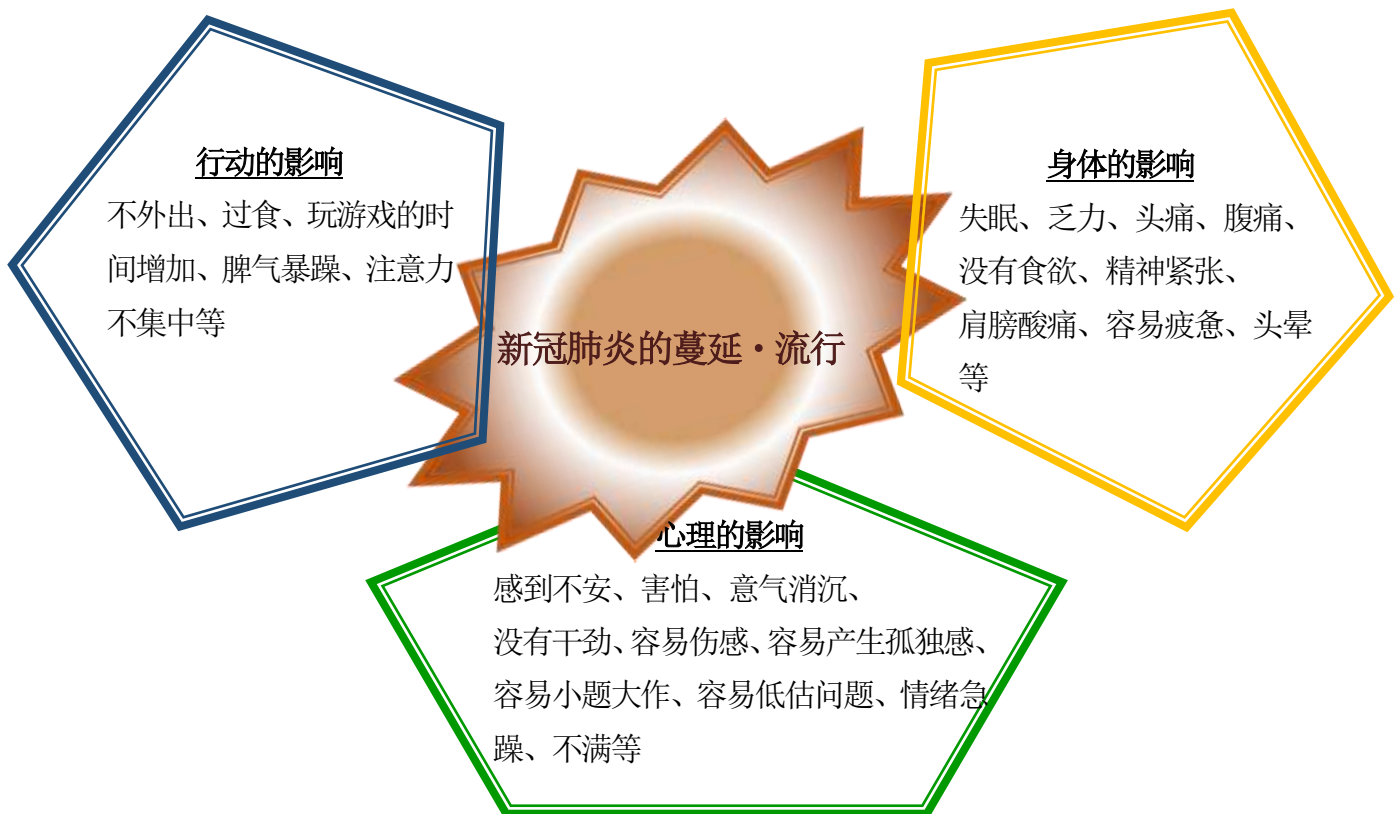 行动的影响
不外出、过食、玩游戏的时
间增加、脾气暴躁、注意力
不集中等
身体的影响
失眠、乏力、头痛、腹痛、
没有食欲、精神紧张、
肩膀酸痛、容易疲惫、头晕
等
新冠肺炎的蔓延・流行
心理的影响
感到不安、害怕、意气消沉、
没有干劲、容易伤感、容易产生孤独感、
容易小题大作、容易低估问题、情绪急
躁、不满等